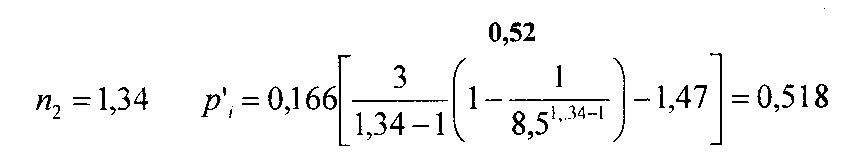 0,52
n₂ = 1,34 p'ᵢ = 0,166[3/(1,34−1)(1−1/8,5^{1,.34−1})−1,47] = 0,518